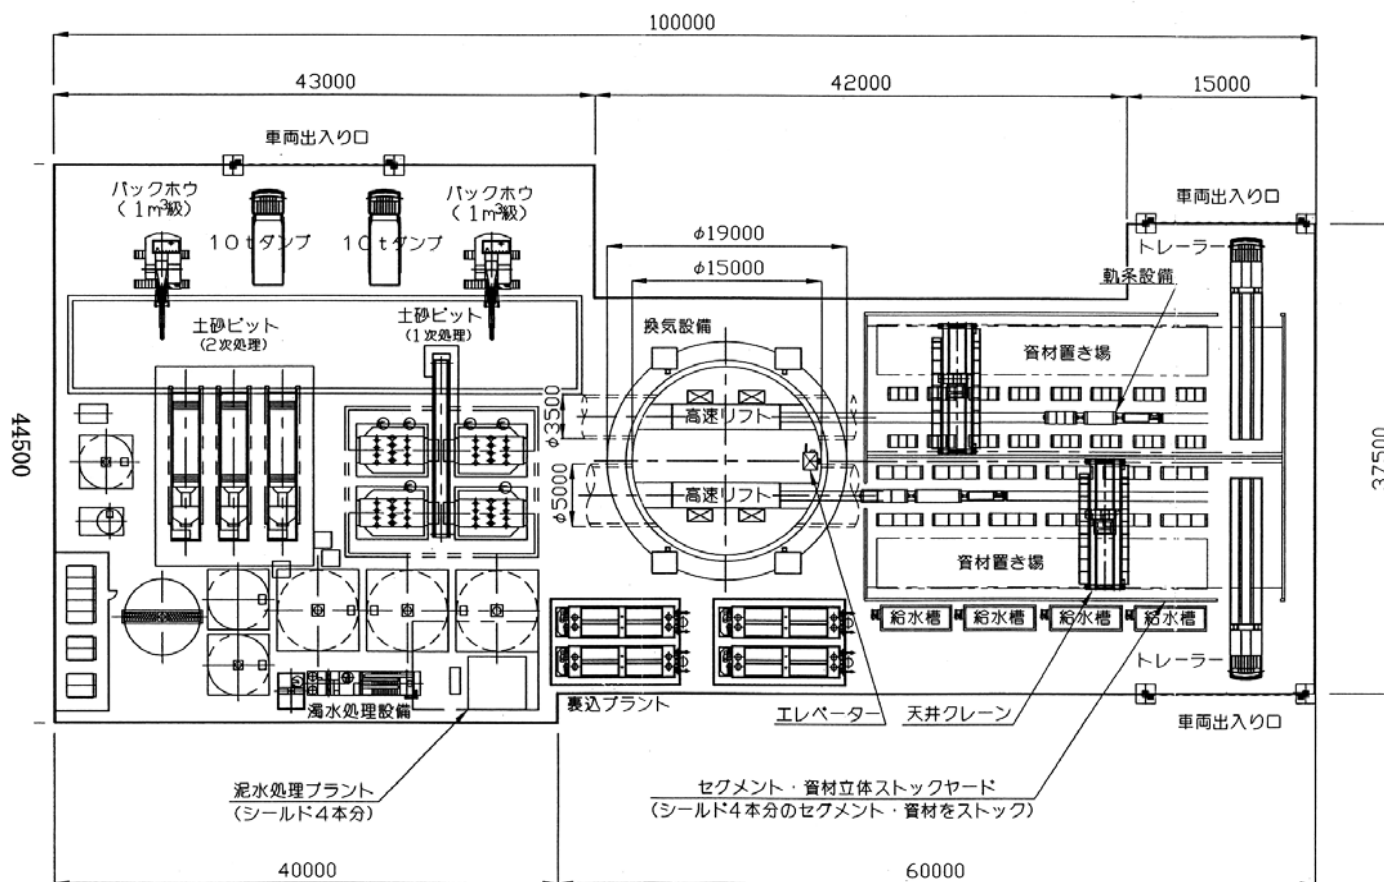 100000
43000
42000
15000
車両出入り口
バックホウ
(1m³級)
10tダンプ
10tダンプ
バックホウ
(1m³級)
車両出入り口
トレーラー
軌条設備
φ19000
φ15000
土砂ピット
(2次処理)
土砂ピット
(1次処理)
換気設備
資材置き場
φ3500
高速リフト
44500
37500
φ5000
高速リフト
資材置き場
給水槽
給水槽
給水槽
給水槽
トレーラー
濁水処理設備
裏込プラント
エレベーター
天井クレーン
車両出入り口
泥水処理プラント
(シールド4本分)
セグメント・資材立体ストックヤード
(シールド4本分のセグメント・資材をストック)
40000
60000